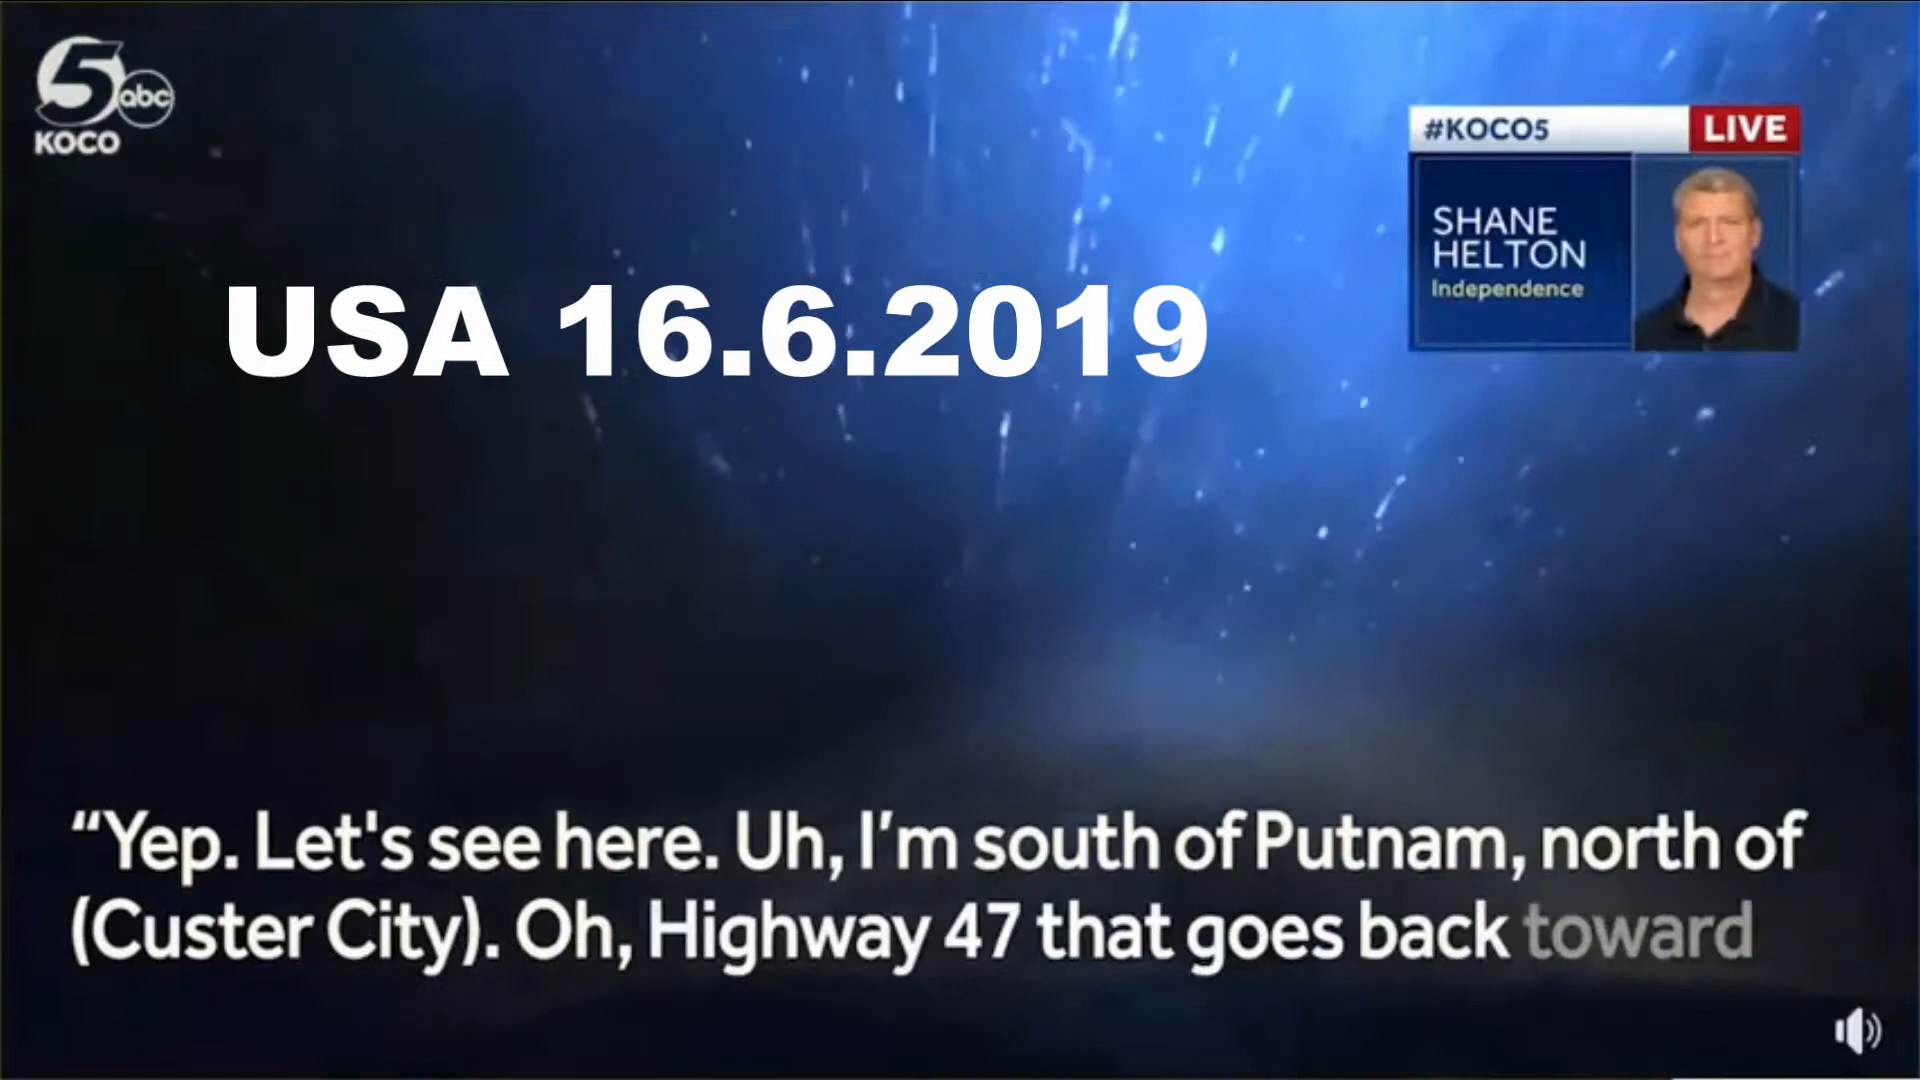 5 abc
KOCO
#KOCO5 LIVE
SHANE
HELTON
Independence
USA 16.6.2019
“Yep. Let's see here. Uh, I’m south of Putnam, north of
(Custer City). Oh, Highway 47 that goes back toward